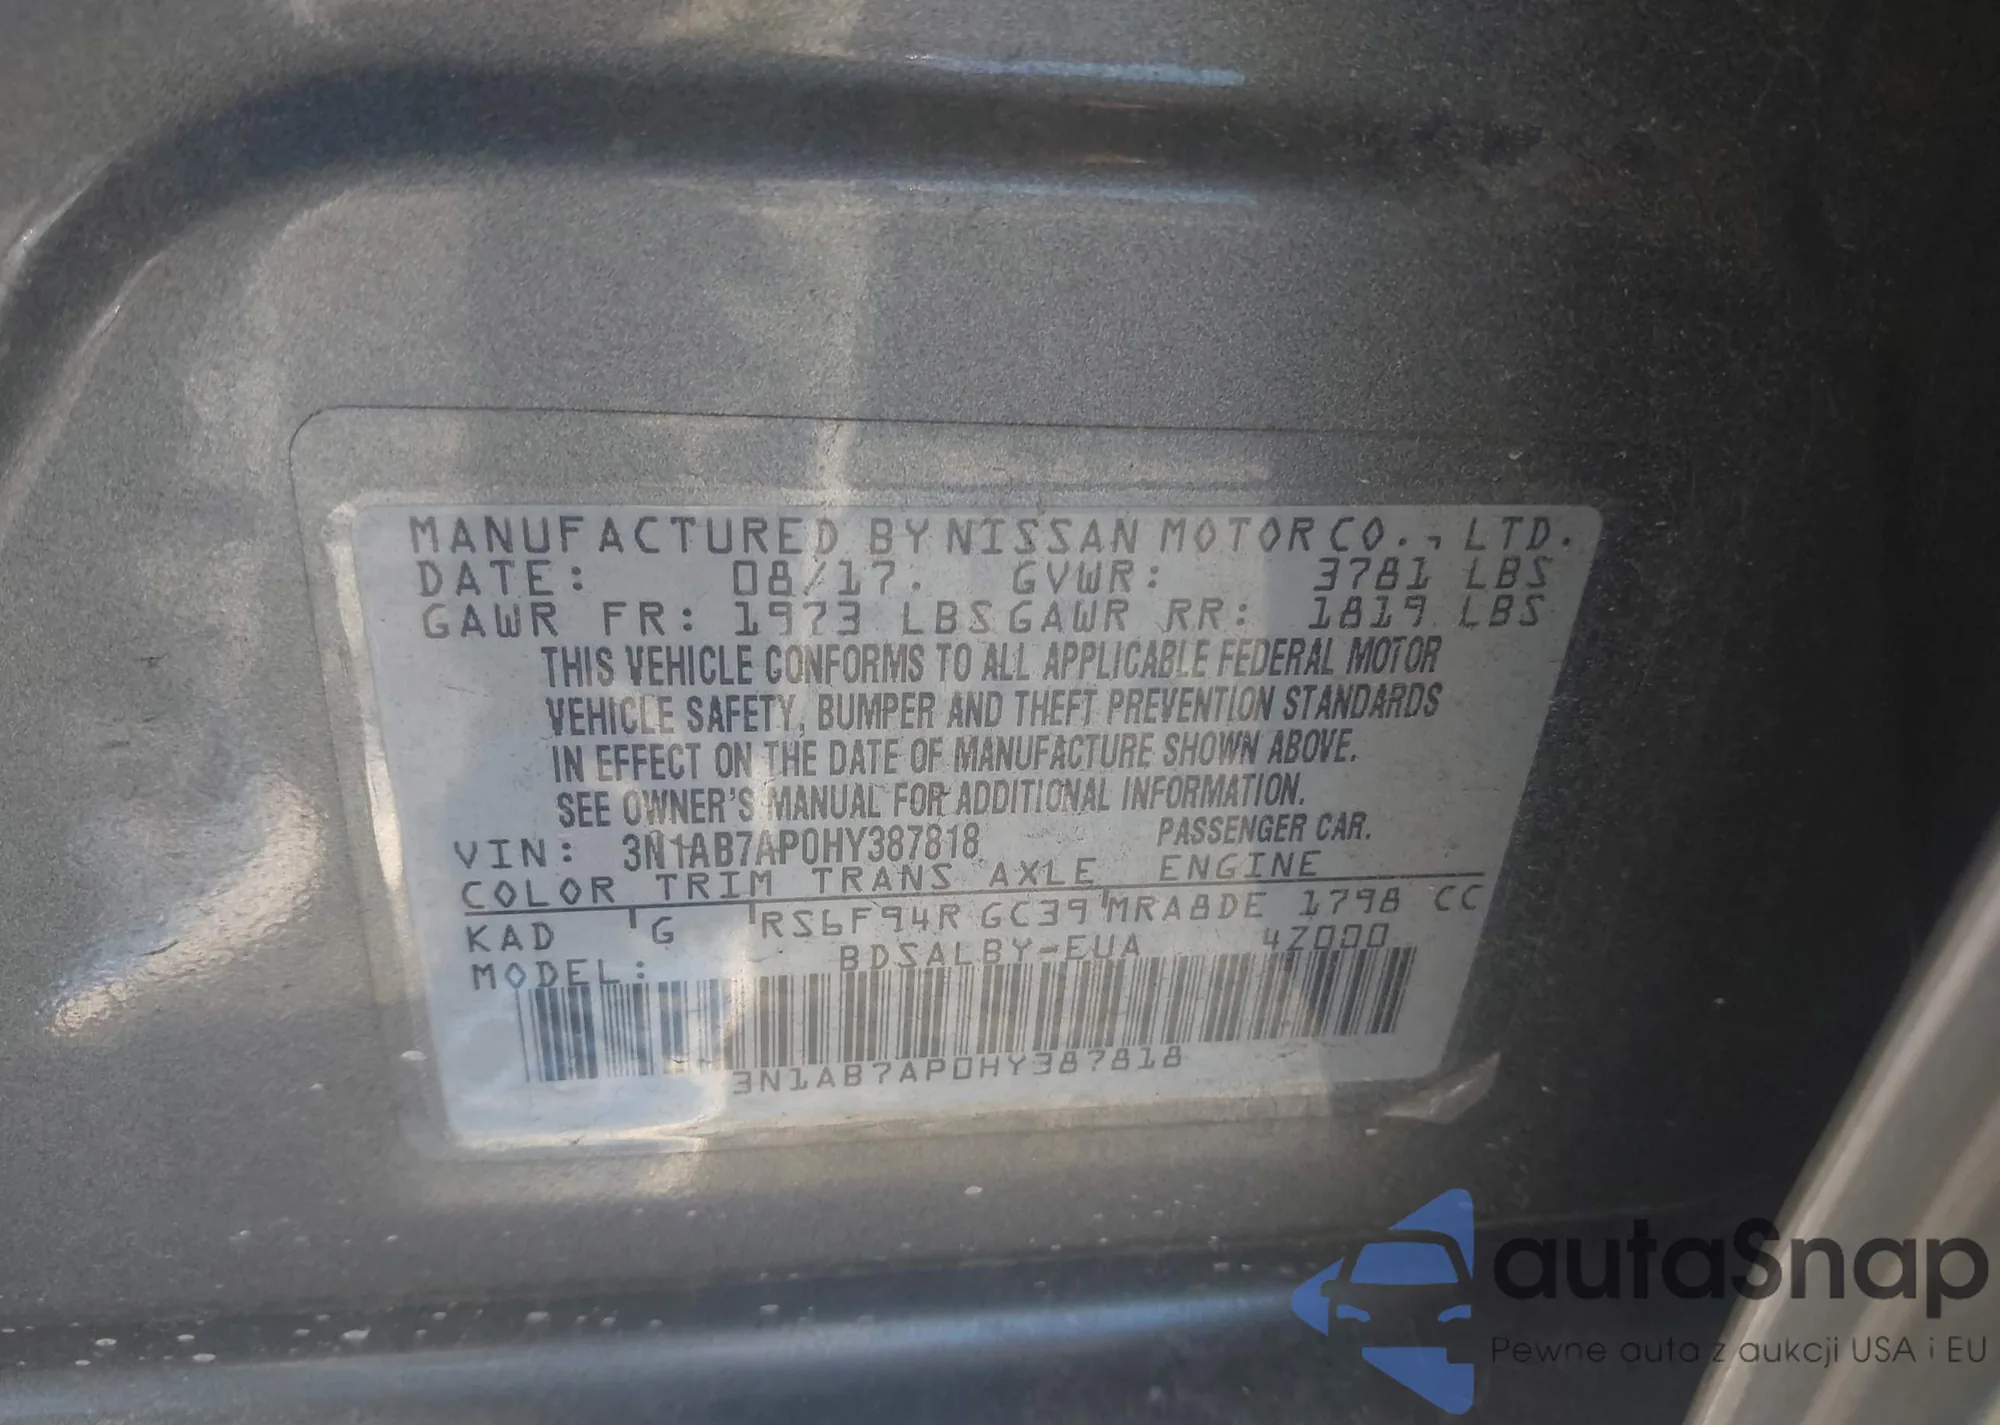 MANUFACTURED BY NISSAN MOTOR CO., LTD.
DATE: 08/17. GVWR: 3781 LBS
GAWR FR: 1973 LBS GAWR RR: 1819 LBS
THIS VEHICLE CONFORMS TO ALL APPLICABLE FEDERAL MOTOR
VEHICLE SAFETY, BUMPER AND THEFT PREVENTION STANDARDS
IN EFFECT ON THE DATE OF MANUFACTURE SHOWN ABOVE.
SEE OWNER'S MANUAL FOR ADDITIONAL INFORMATION.
VIN: 3N1AB7AP0HY387818 PASSENGER CAR.
COLOR TRIM TRANS AXLE ENGINE
KAD G RS6F94R GC39 MRA8DE 1798 CC
MODEL: BDSALBY-EUA 4Z000
3N1AB7AP0HY387818
autaSnap
Pewne auta z aukcji USA i EU